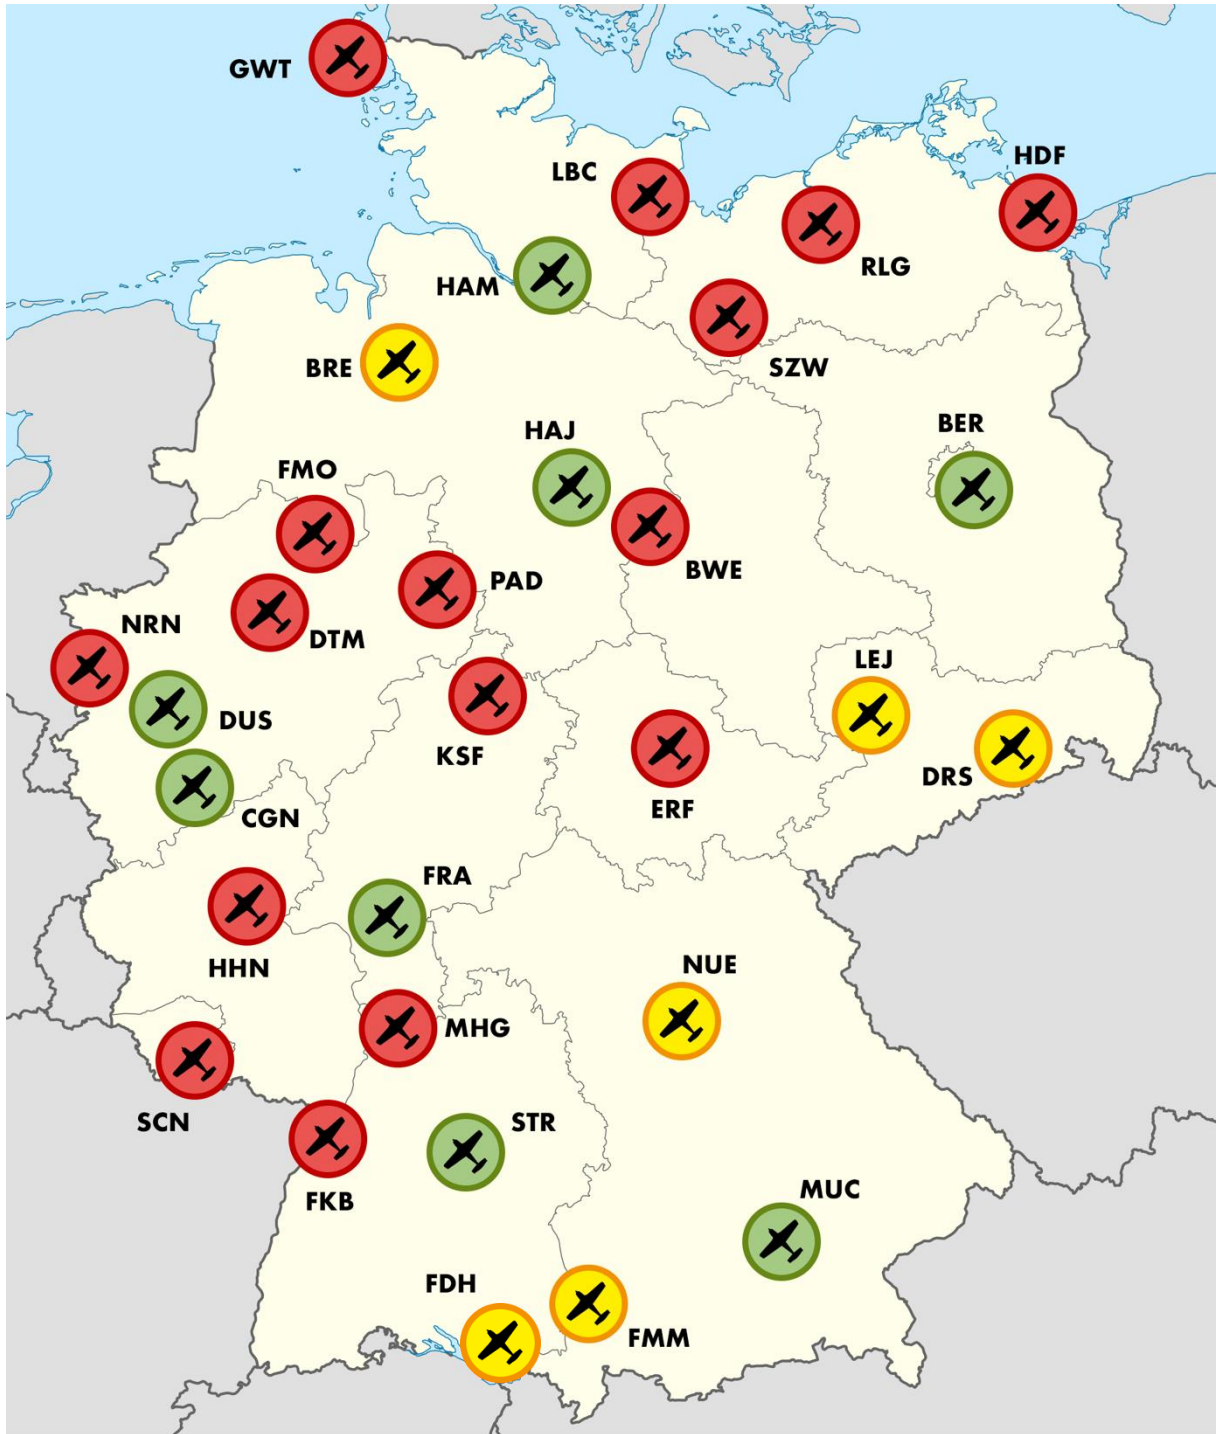 GWT
LBC
HDF
RLG
HAM
SZW
BRE
HAJ
BER
FMO
BWE
PAD
NRN
DTM
LEJ
DUS
KSF
DRS
ERF
CGN
FRA
HHN
NUE
MHG
SCN
STR
FKB
MUC
FDH
FMM